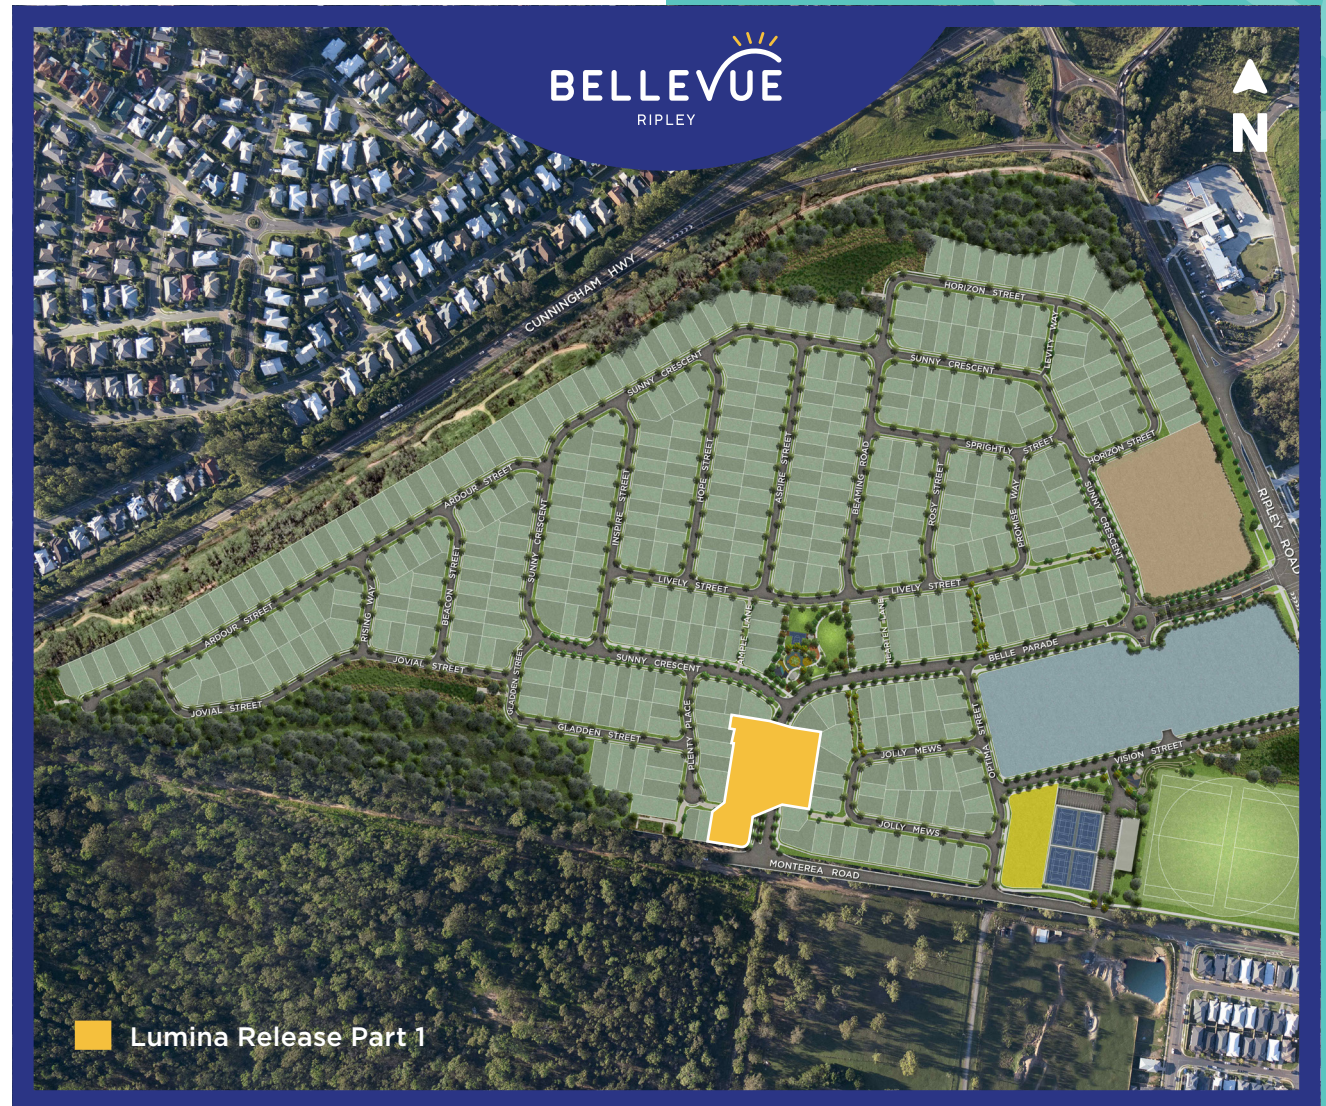 BELLEVUE
RIPLEY
N
CUNNINGHAM HWY
HORIZON STREET
LEVITY WAY
SUNNY CRESCENT
SUNNY CRESCENT
SPRIGHTLY STREET
HORIZON STREET
ARDOUR STREET
SUNNY CRESCENT
INSPIRE STREET
HOPE STREET
ASPIRE STREET
BEAMING ROAD
ROSY STREET
PROMISE WAY
SUNNY CRESCENT
RIPLEY ROAD
LIVELY STREET
LIVELY STREET
ARDOUR STREET
RISING WAY
BEACON STREET
AMPLE LANE
HEARTEN LANE
BELLE PARADE
JOVIAL STREET
GLADDEN STREET
SUNNY CRESCENT
JOVIAL STREET
GLADDEN STREET
PLENTY PLACE
OPTIMA STREET
JOLLY MEWS
VISION STREET
JOLLY MEWS
MONTEREA ROAD
Lumina Release Part 1